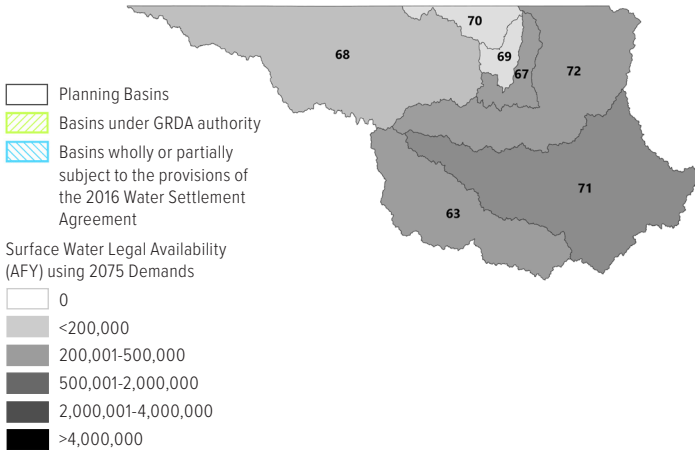 70
68
69
67
72
71
63
Planning Basins
Basins under GRDA authority
Basins wholly or partially
subject to the provisions of
the 2016 Water Settlement
Agreement
Surface Water Legal Availability
(AFY) using 2075 Demands
0
<200,000
200,001-500,000
500,001-2,000,000
2,000,001-4,000,000
>4,000,000